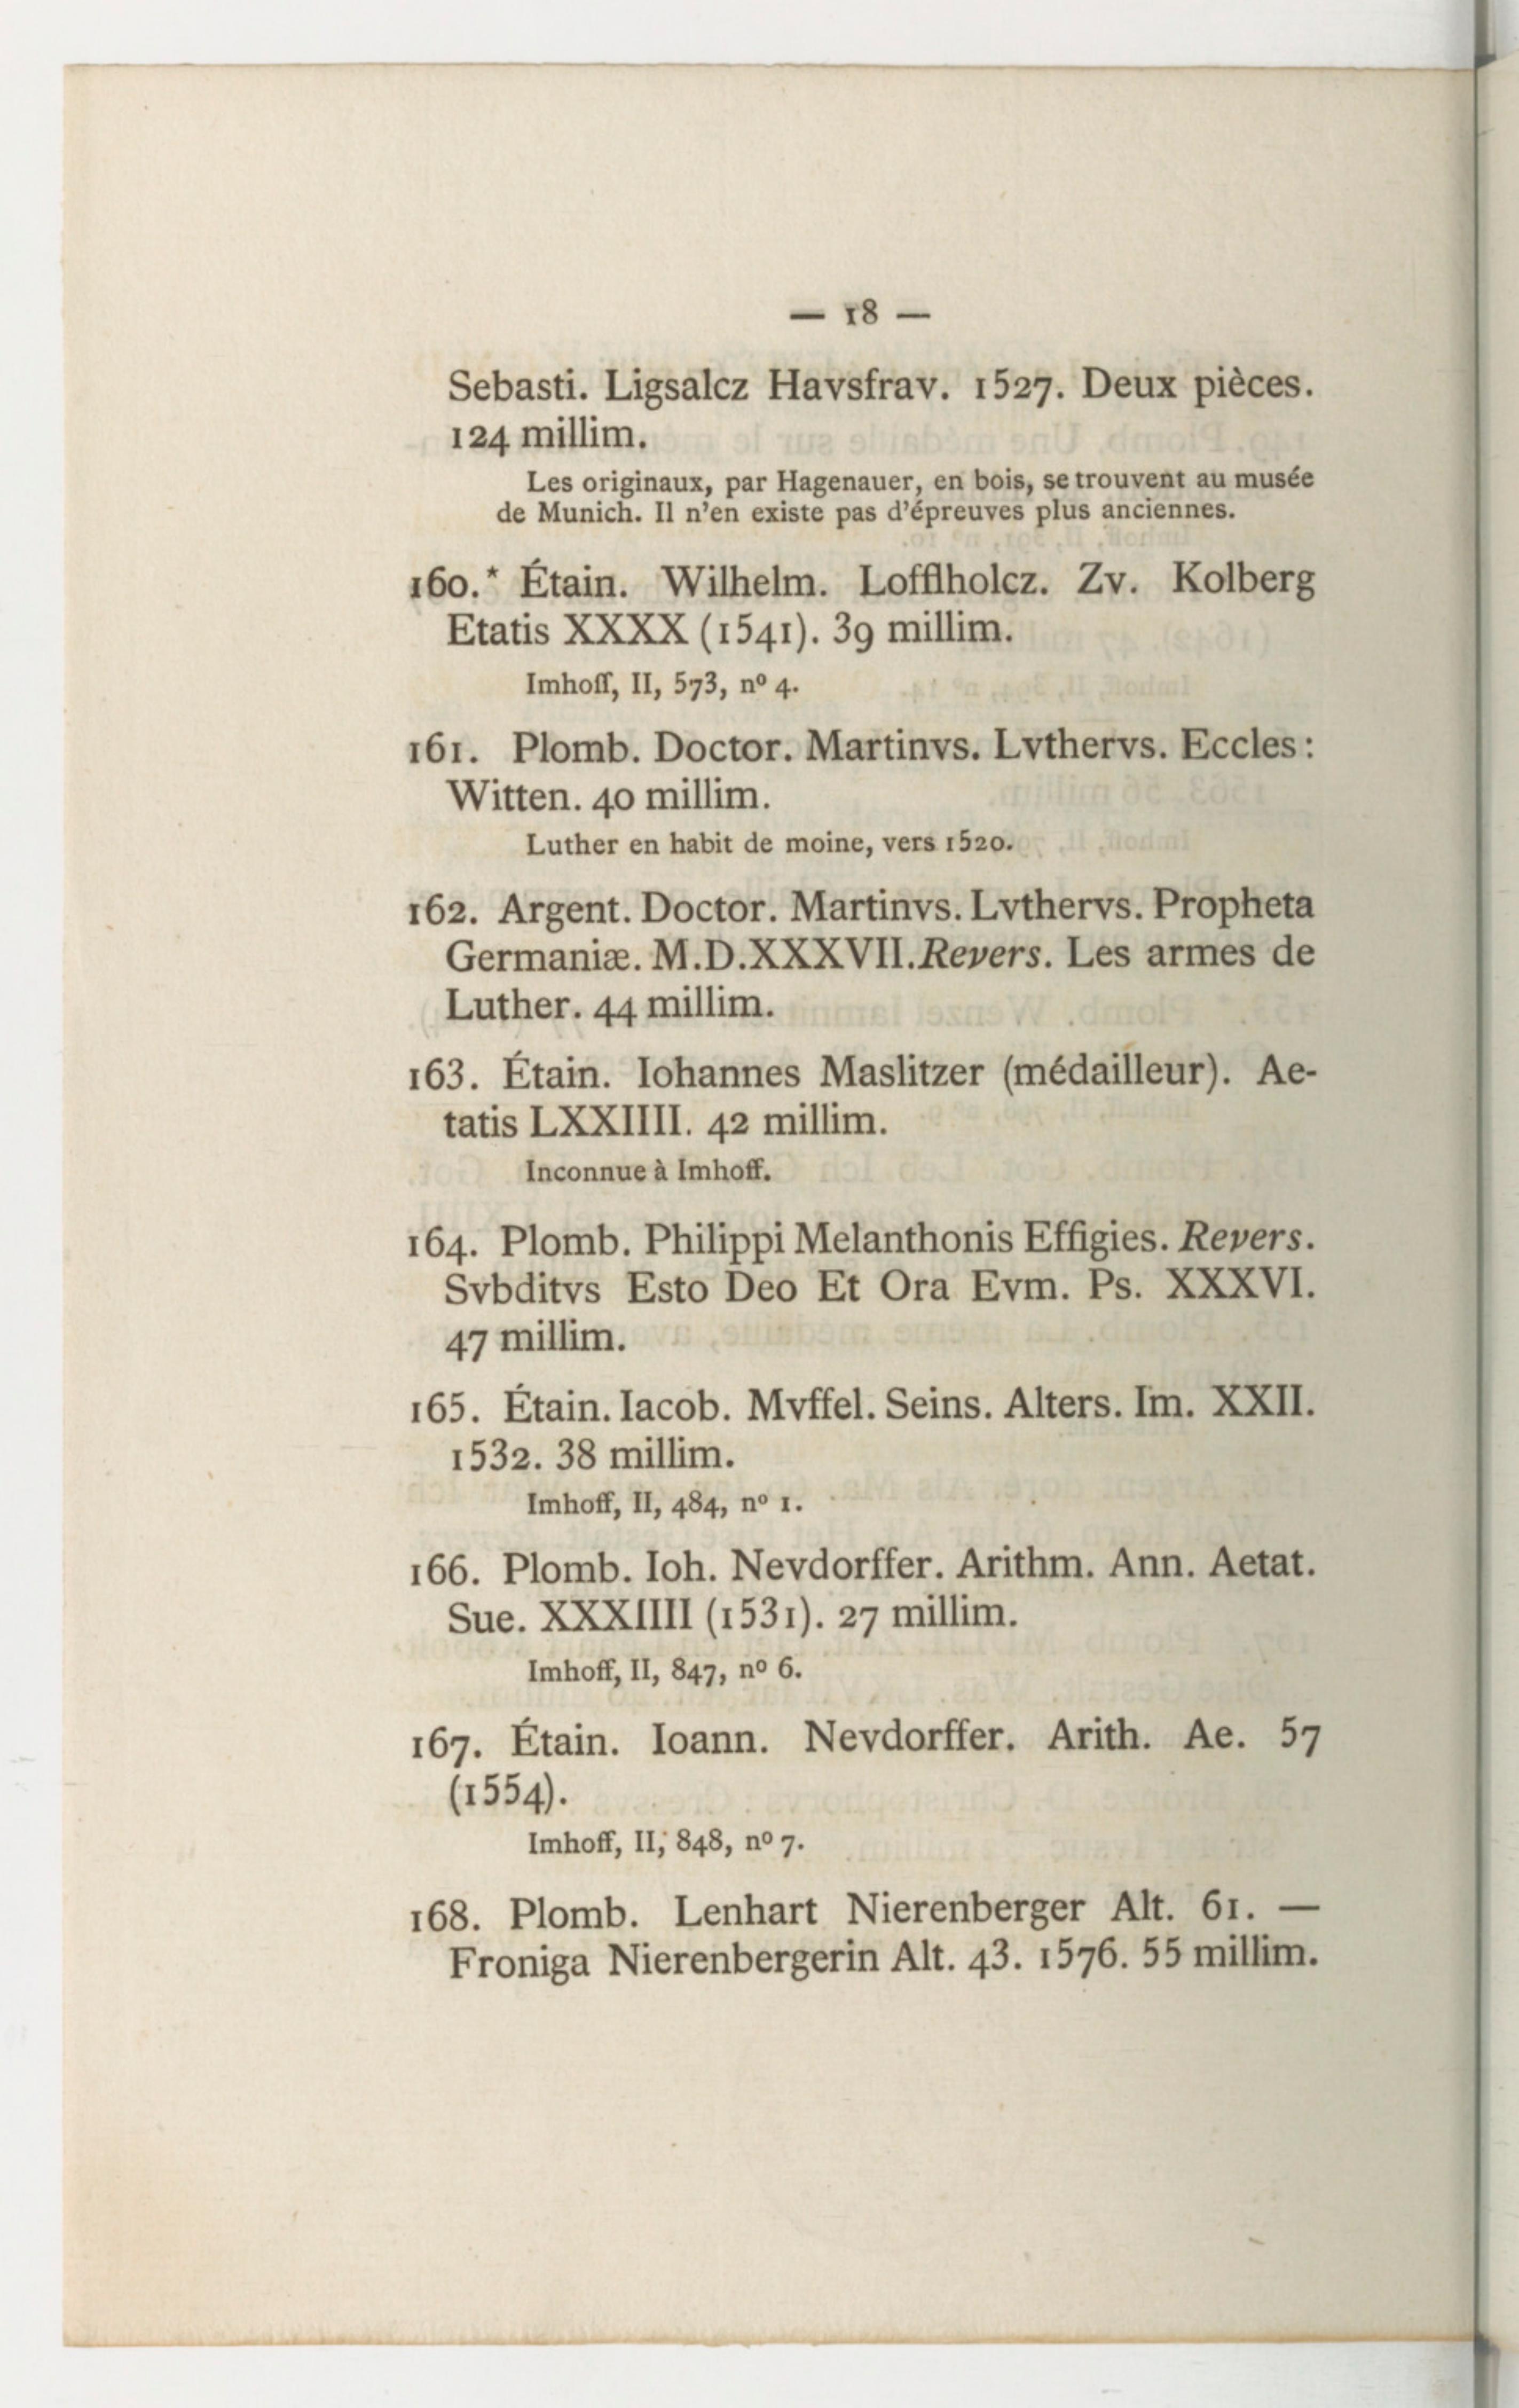 — 18 —
Sebasti. Ligsalcz Havsfrav. 1527. Deux pièces.
124 millim.
Les originaux, par Hagenauer, en bois, se trouvent au musée
de Munich. Il n'en existe pas d'épreuves plus anciennes.
160.* Étain. Wilhelm. Lofflholcz. Zv. Kolberg
Etatis XXXX (1541). 39 millim.
Imhoff, II, 573, nº 4.
161. Plomb. Doctor. Martinvs. Lvthervs. Eccles:
Witten. 40 millim.
Luther en habit de moine, vers 1520.
162. Argent. Doctor. Martinvs. Lvthervs. Propheta
Germaniæ. M.D.XXXVII. Revers. Les armes de
Luther. 44 millim.
163. Étain. Iohannes Maslitzer (médailleur). Ae-
tatis LXXIIII. 42 millim.
Inconnue à Imhoff.
164. Plomb. Philippi Melanthonis Effigies. Revers.
Svbditvs Esto Deo Et Ora Evm. Ps. XXXVI.
47 millim.
165. Étain. Iacob. Mvffel. Seins. Alters. Im. XXII.
1532. 38 millim.
Imhoff, II, 484, nº 1.
166. Plomb. Ioh. Nevdorffer. Arithm. Ann. Aetat.
Sue. XXXIIII (1531). 27 millim.
Imhoff, II, 847, nº 6.
167. Étain. Ioann. Nevdorffer. Arith. Ae. 57
(1554).
Imhoff, II, 848, nº 7.
168. Plomb. Lenhart Nierenberger Alt. 61. —
Froniga Nierenbergerin Alt. 43. 1576. 55 millim.